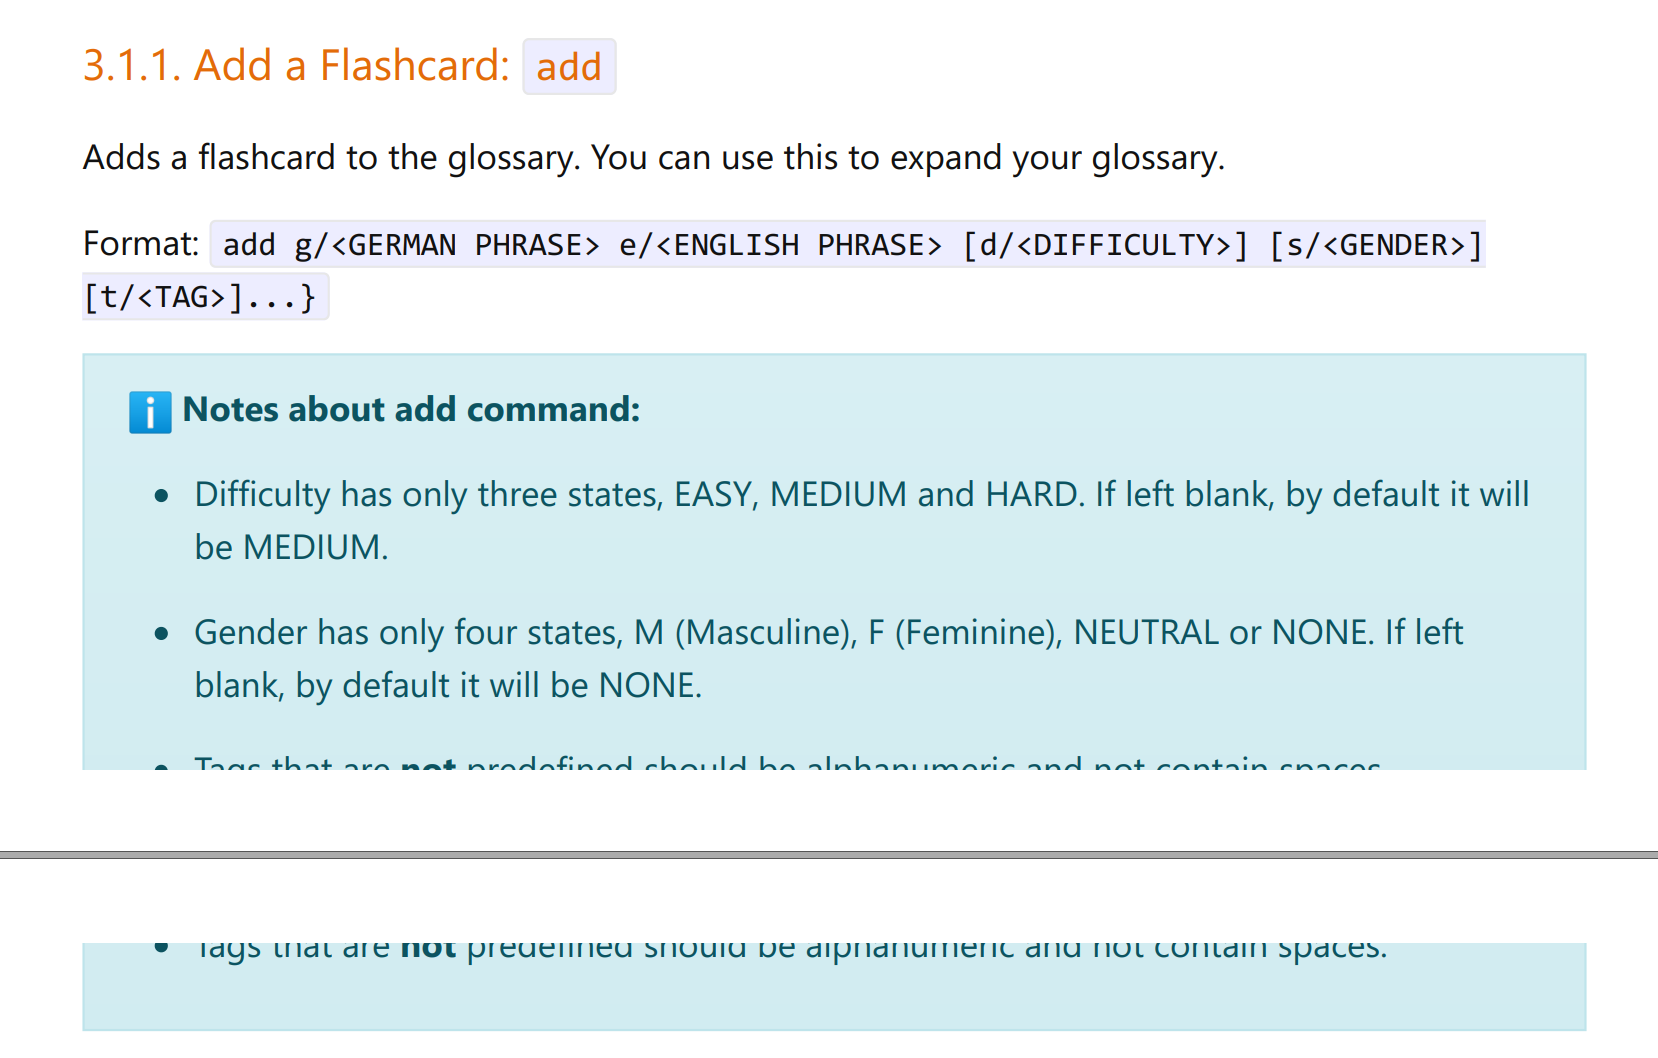 3.1.1. Add a Flashcard: add
Adds a flashcard to the glossary. You can use this to expand your glossary.
Format: add g/<GERMAN PHRASE> e/<ENGLISH PHRASE> [d/<DIFFICULTY>] [s/<GENDER>]
[t/<TAG>]...}
Notes about add command:
• Difficulty has only three states, EASY, MEDIUM and HARD. If left blank, by default it will
be MEDIUM.
• Gender has only four states, M (Masculine), F (Feminine), NEUTRAL or NONE. If left
blank, by default it will be NONE.
• Tags that are not predefined should be alphanumeric and not contain spaces.
• Tags that are not predefined should be alphanumeric and not contain spaces.